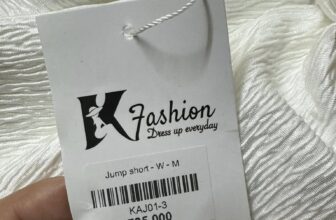 K Fashion
Dress up everyday
Jump short - W - M
KAJ01-3